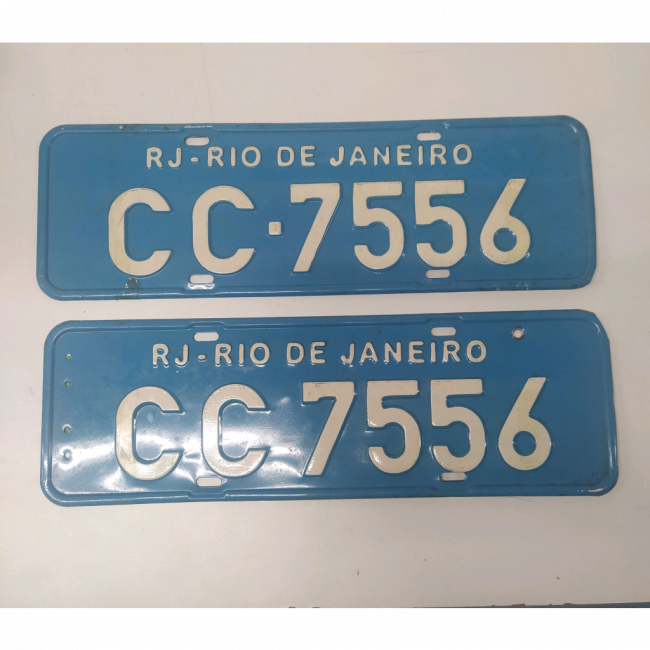 RJ-RIO DE JANEIRO
CC·7556
RJ-RIO DE JANEIRO
CC 7556